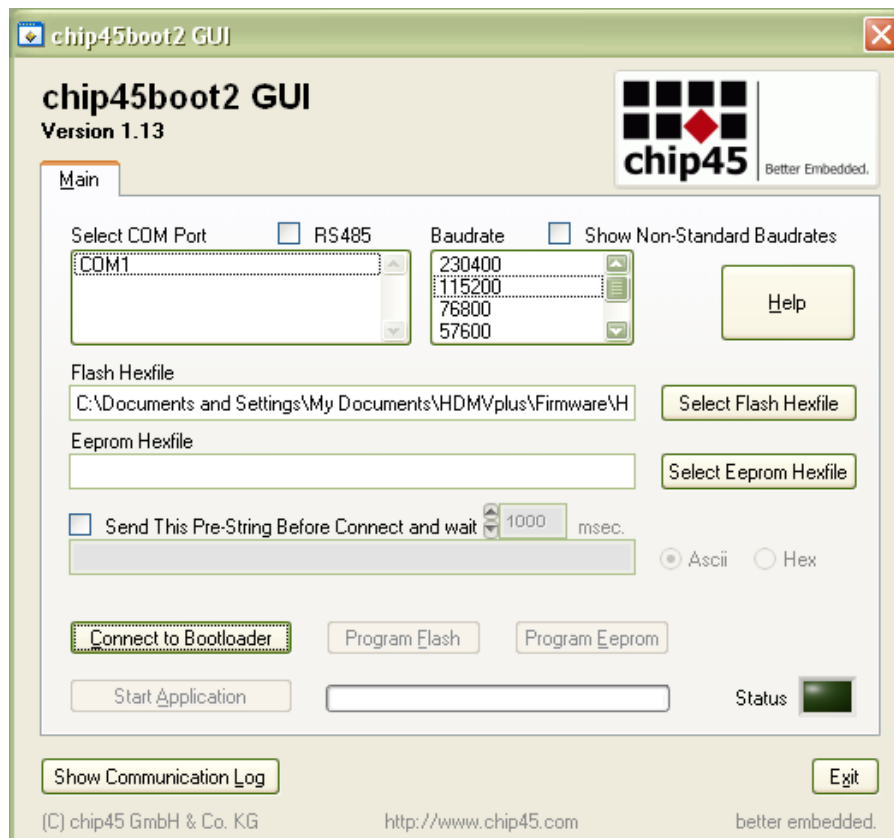 chip45boot2 GUI
chip45boot2 GUI
Version 1.13
chip45
Better Embedded.
Main
Select COM Port RS485 Baudrate Show Non-Standard Baudrates
COM1
230400
115200
76800
57600
Help
Flash Hexfile
C:\Documents and Settings\My Documents\HDMVplus\Firmware\H
Select Flash Hexfile
Eeprom Hexfile
Select Eeprom Hexfile
Send This Pre-String Before Connect and wait 1000 msec.
Ascii Hex
Connect to Bootloader Program Flash Program Eeprom
Start Application Status
Show Communication Log Exit
(C) chip45 GmbH & Co. KG http://www.chip45.com better embedded.